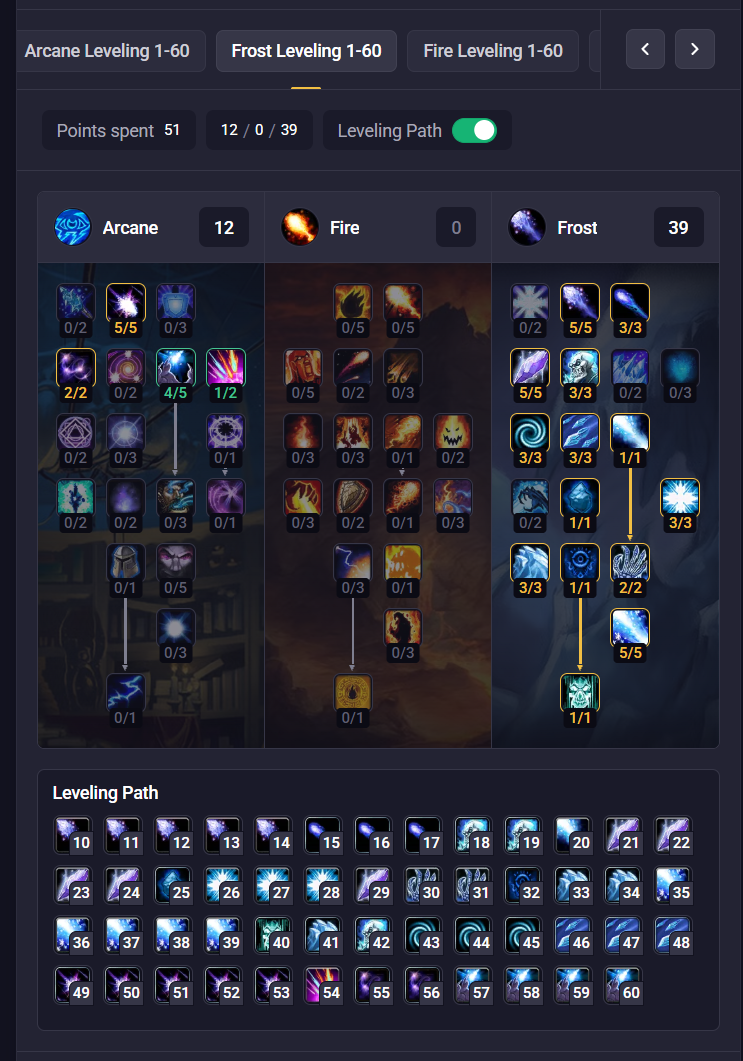 Arcane Leveling 1-60 Frost Leveling 1-60 Fire Leveling 1-60
Points spent 51 12 / 0 / 39 Leveling Path
Arcane 12 Fire 0 Frost 39
0/2 5/5 0/3 0/5 0/5 0/2 5/5 3/3
2/2 0/2 4/5 1/2 0/5 0/2 0/3 5/5 3/3 0/2 0/3
0/2 0/3 0/1 0/3 0/3 0/1 0/2 3/3 3/3 1/1
0/2 0/2 0/3 0/1 0/3 0/2 0/1 0/3 0/2 1/1 3/3
0/1 0/5 0/3 0/1 3/3 1/1 2/2
0/3 0/3 5/5
0/1 0/1 1/1
Leveling Path
10 11 12 13 14 15 16 17 18 19 20 21 22
23 24 25 26 27 28 29 30 31 32 33 34 35
36 37 38 39 40 41 42 43 44 45 46 47 48
49 50 51 52 53 54 55 56 57 58 59 60